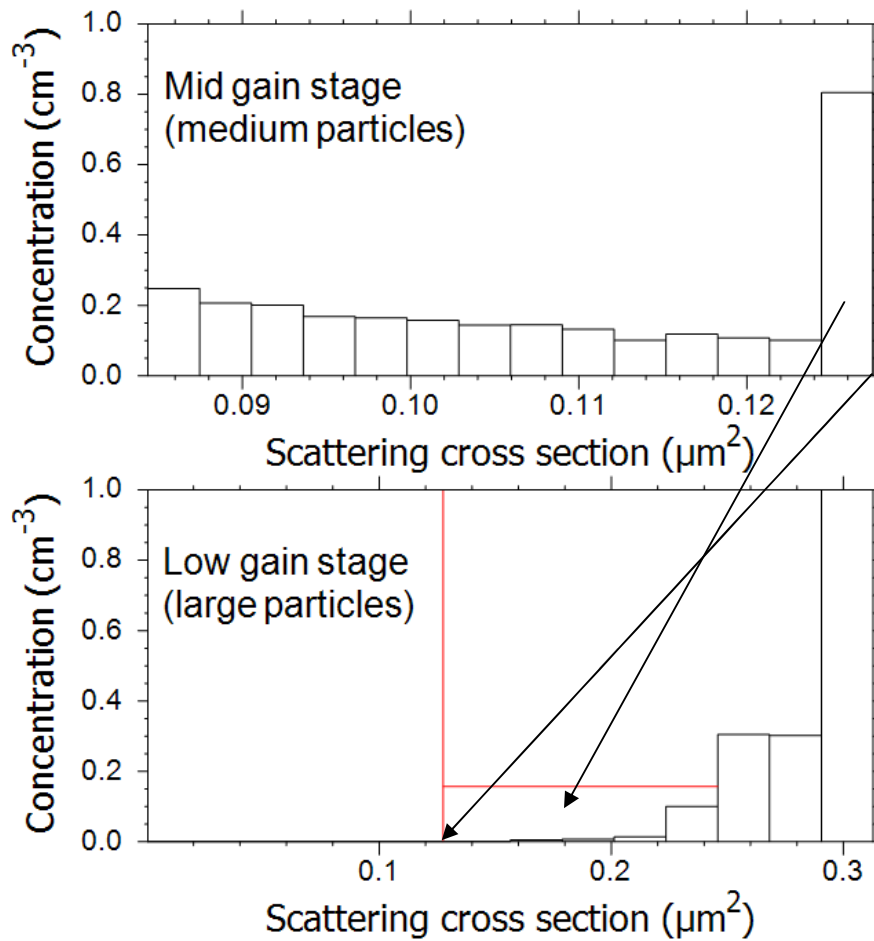 1.0
0.8
0.6
0.4
0.2
0.0
Concentration (cm⁻³)
Mid gain stage
(medium particles)
0.09 0.10 0.11 0.12
Scattering cross section (µm²)
1.0
0.8
0.6
0.4
0.2
0.0
Concentration (cm⁻³)
Low gain stage
(large particles)
0.1 0.2 0.3
Scattering cross section (µm²)